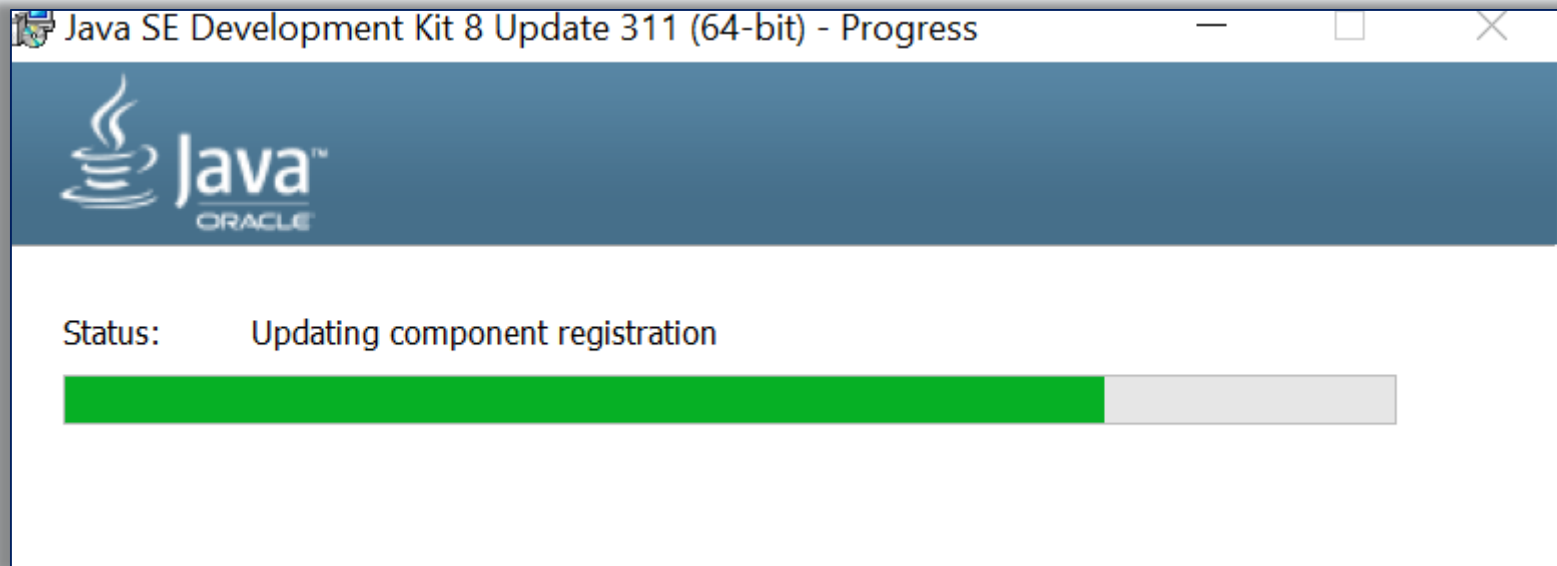 Java SE Development Kit 8 Update 311 (64-bit) - Progress
Java™
ORACLE
Status: Updating component registration